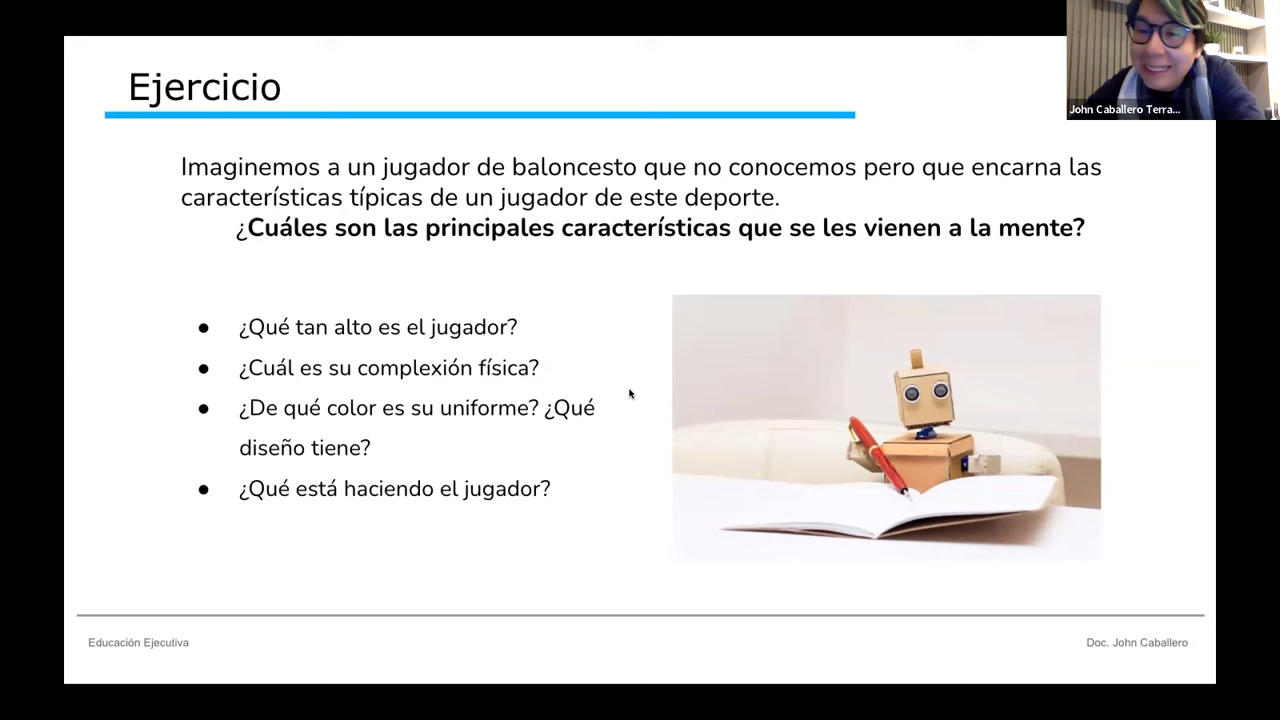 Ejercicio
John Caballero Terra...
Imaginemos a un jugador de baloncesto que no conocemos pero que encarna las
características típicas de un jugador de este deporte.
¿Cuáles son las principales características que se les vienen a la mente?
● ¿Qué tan alto es el jugador?
● ¿Cuál es su complexión física?
● ¿De qué color es su uniforme? ¿Qué
diseño tiene?
● ¿Qué está haciendo el jugador?
Educación Ejecutiva
Doc. John Caballero